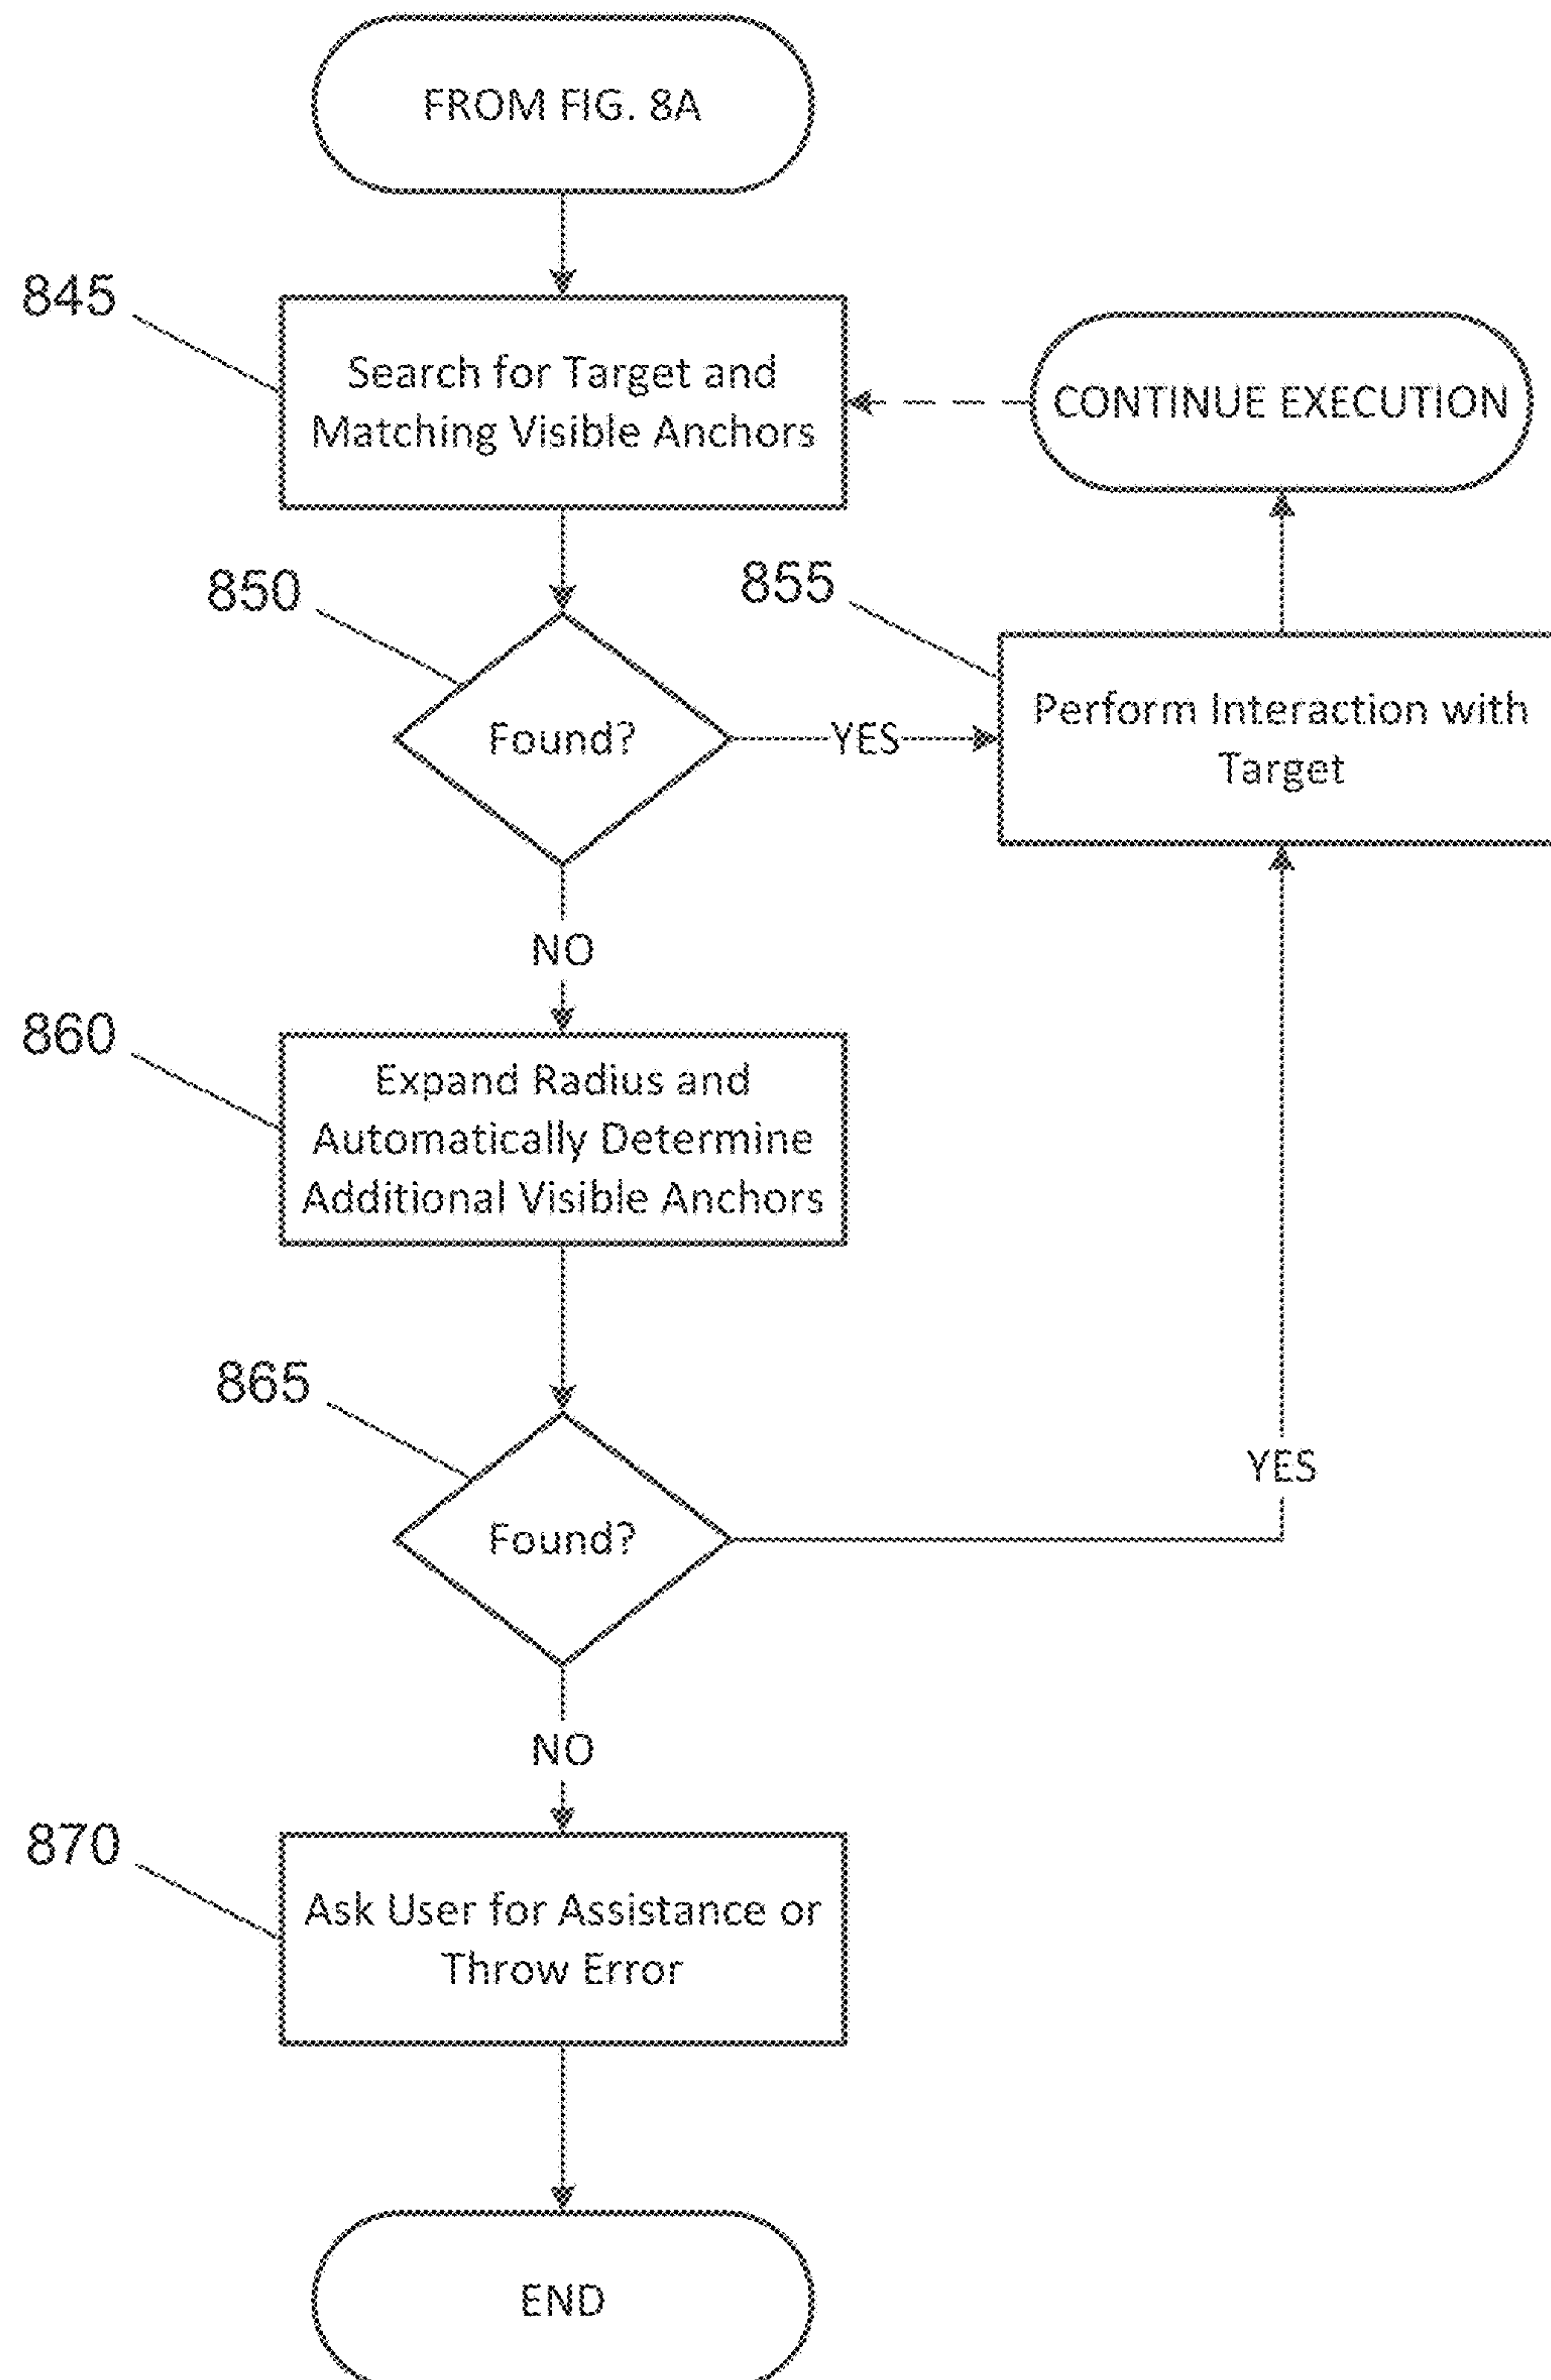 FROM FIG. 8A
845
Search for Target and
Matching Visible Anchors
CONTINUE EXECUTION
850
Found?
YES
855
Perform Interaction with
Target
NO
860
Expand Radius and
Automatically Determine
Additional Visible Anchors
865
Found?
YES
NO
870
Ask User for Assistance or
Throw Error
END